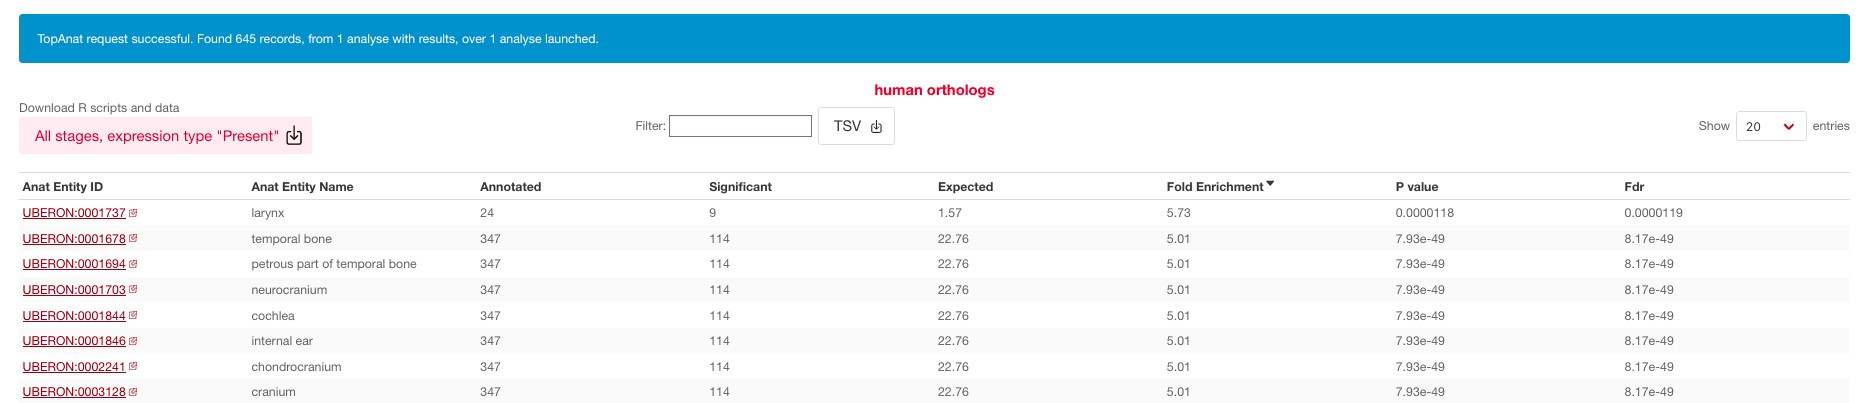 TopAnat request successful. Found 645 records, from 1 analyse with results, over 1 analyse launched.
human orthologs
Download R scripts and data
All stages, expression type "Present"
Filter: TSV
Show 20 entries
Anat Entity ID Anat Entity Name Annotated Significant Expected Fold Enrichment P value Fdr
UBERON:0001737 larynx 24 9 1.57 5.73 0.0000118 0.0000119
UBERON:0001678 temporal bone 347 114 22.76 5.01 7.93e-49 8.17e-49
UBERON:0001694 petrous part of temporal bone 347 114 22.76 5.01 7.93e-49 8.17e-49
UBERON:0001703 neurocranium 347 114 22.76 5.01 7.93e-49 8.17e-49
UBERON:0001844 cochlea 347 114 22.76 5.01 7.93e-49 8.17e-49
UBERON:0001846 internal ear 347 114 22.76 5.01 7.93e-49 8.17e-49
UBERON:0002241 chondrocranium 347 114 22.76 5.01 7.93e-49 8.17e-49
UBERON:0003128 cranium 347 114 22.76 5.01 7.93e-49 8.17e-49